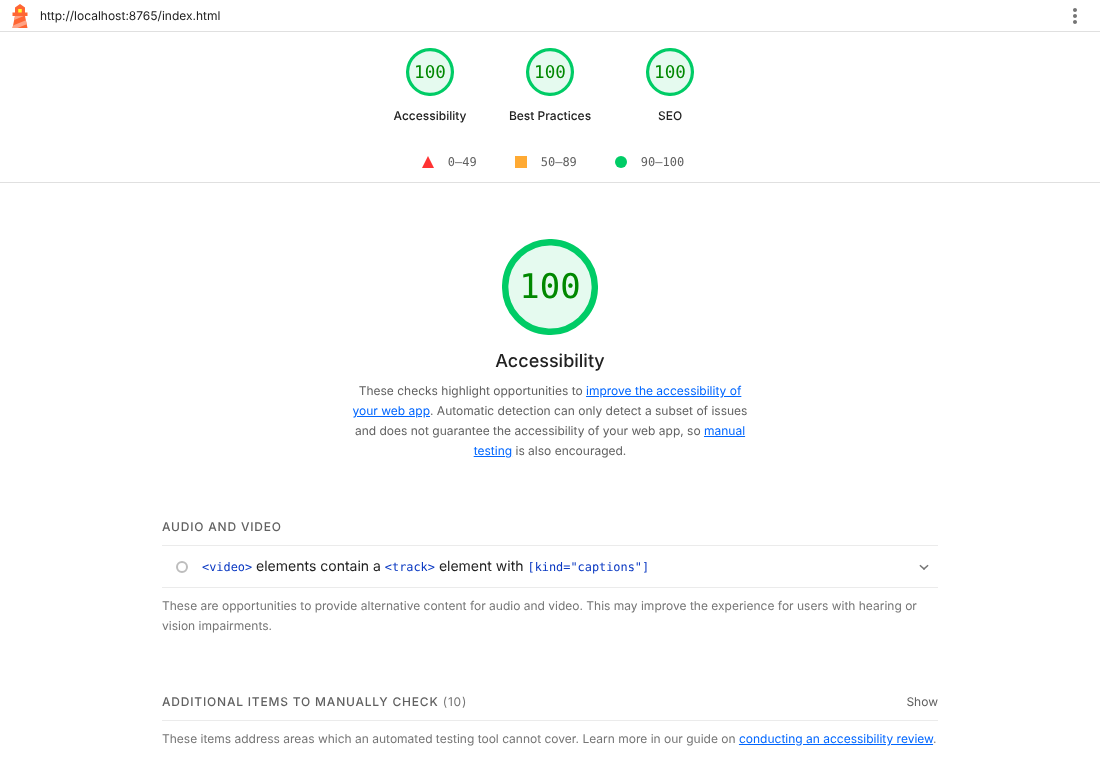 http://localhost:8765/index.html
100 100 100
Accessibility Best Practices SEO
0–49 50–89 90–100
100
Accessibility
These checks highlight opportunities to improve the accessibility of
your web app. Automatic detection can only detect a subset of issues
and does not guarantee the accessibility of your web app, so manual
testing is also encouraged.
AUDIO AND VIDEO
<video> elements contain a <track> element with [kind="captions"]
These are opportunities to provide alternative content for audio and video. This may improve the experience for users with hearing or
vision impairments.
ADDITIONAL ITEMS TO MANUALLY CHECK (10) Show
These items address areas which an automated testing tool cannot cover. Learn more in our guide on conducting an accessibility review.